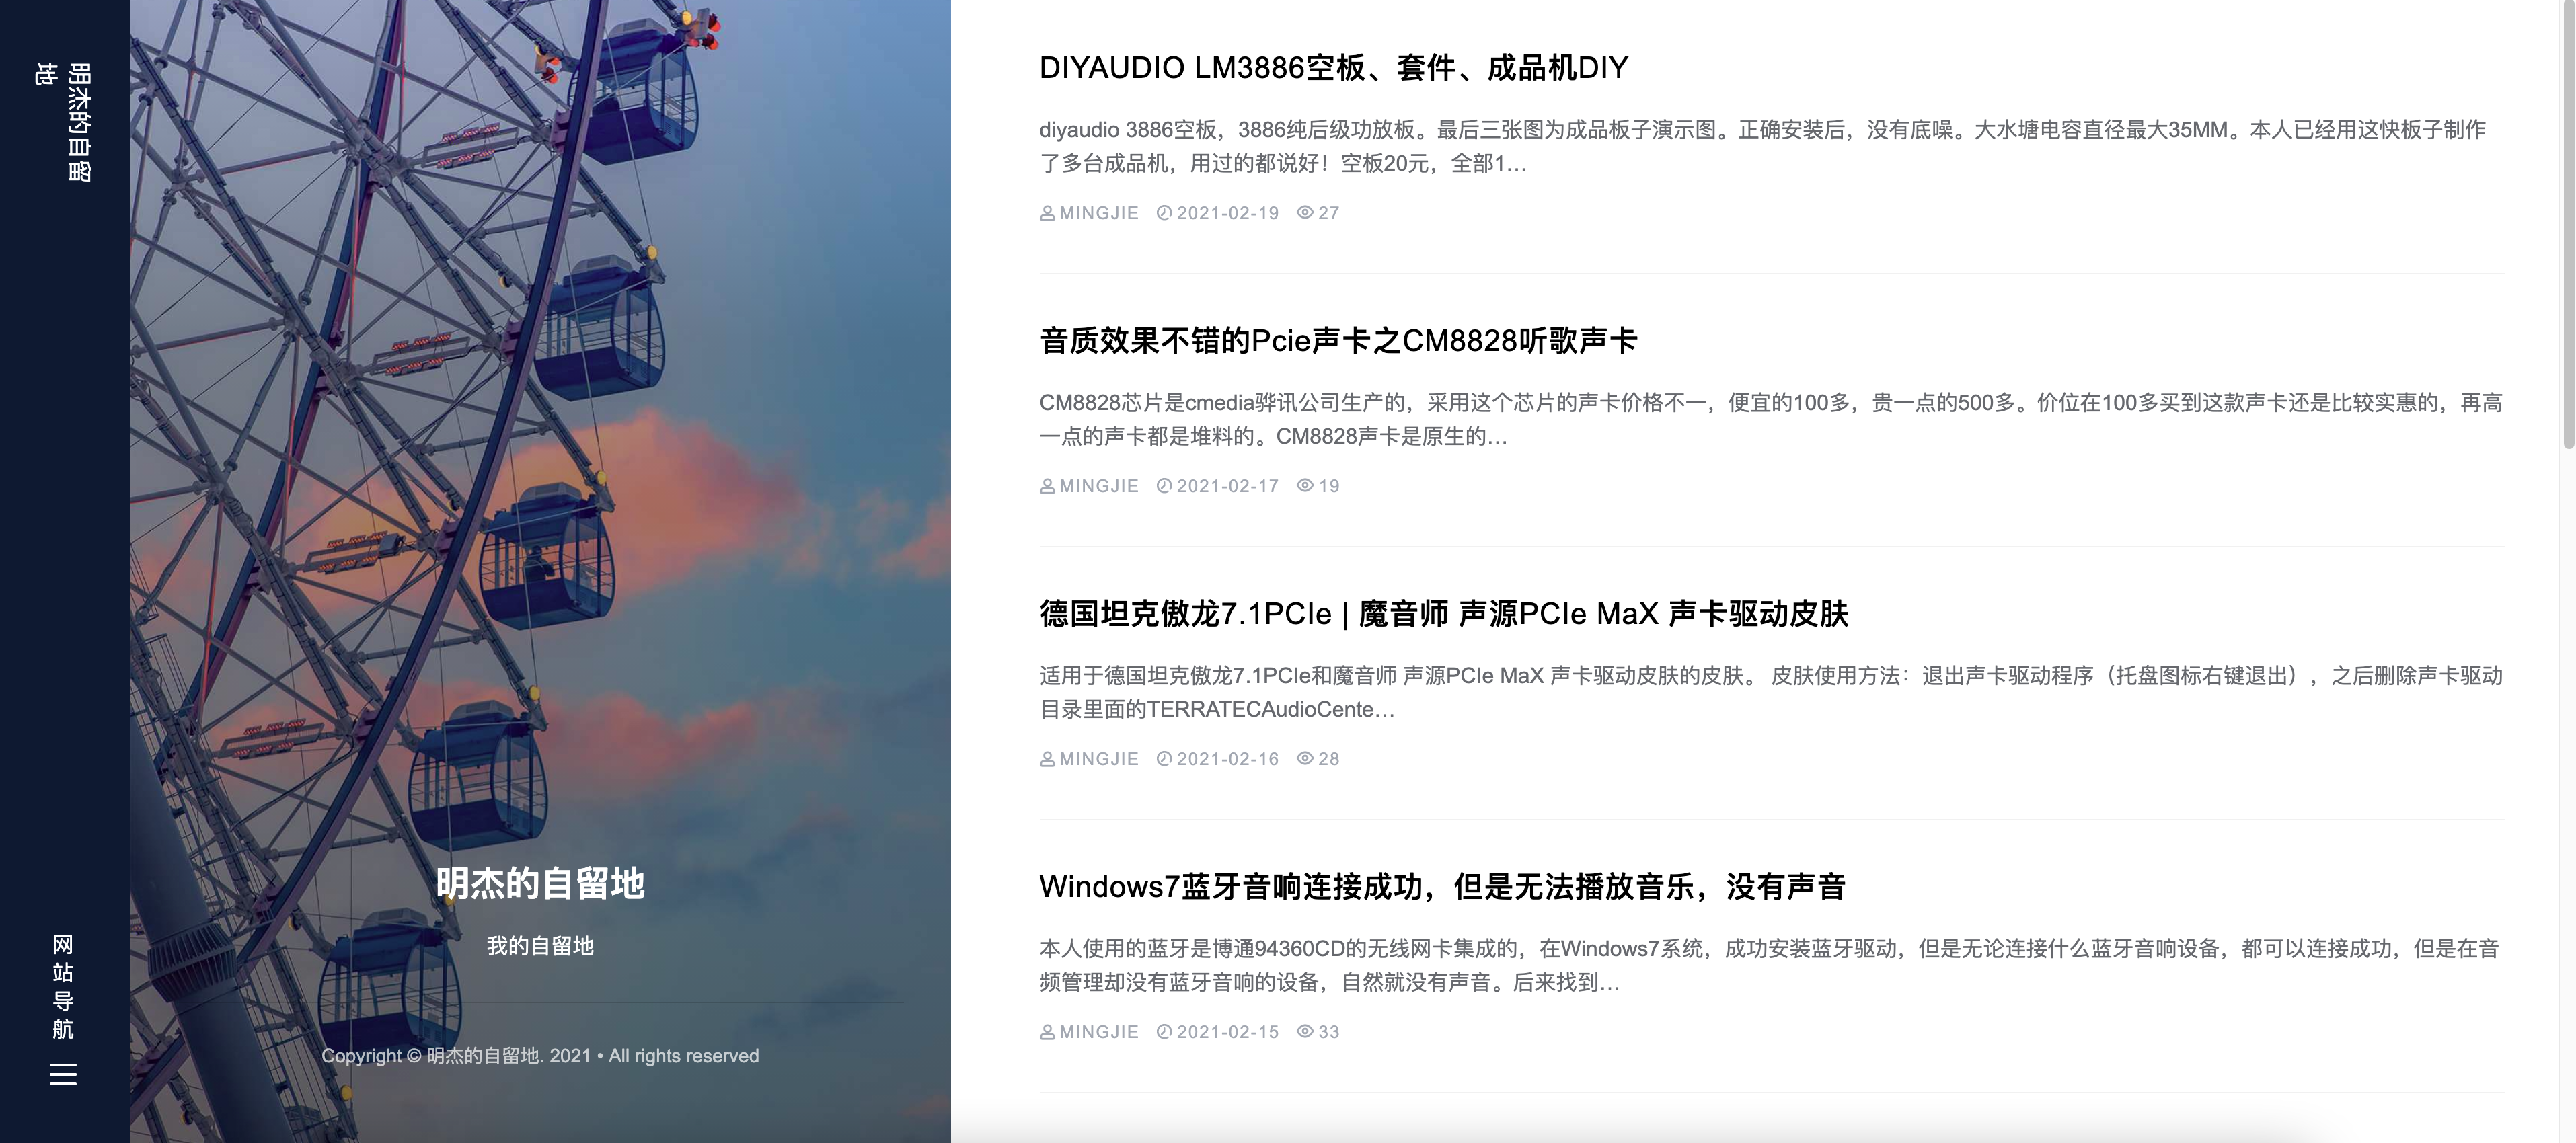 明杰的自留
地
网
站
导
航
明杰的自留地
我的自留地
Copyright © 明杰的自留地. 2021 • All rights reserved
DIYAUDIO LM3886空板、套件、成品机DIY
diyaudio 3886空板，3886纯后级功放板。最后三张图为成品板子演示图。正确安装后，没有底噪。大水塘电容直径最大35MM。本人已经用这快板子制作
了多台成品机，用过的都说好！空板20元，全部1...
MINGJIE 2021-02-19 27
音质效果不错的Pcie声卡之CM8828听歌声卡
CM8828芯片是cmedia骅讯公司生产的，采用这个芯片的声卡价格不一，便宜的100多，贵一点的500多。价位在100多买到这款声卡还是比较实惠的，再高
一点的声卡都是堆料的。CM8828声卡是原生的...
MINGJIE 2021-02-17 19
德国坦克傲龙7.1PCIe | 魔音师 声源PCIe MaX 声卡驱动皮肤
适用于德国坦克傲龙7.1PCIe和魔音师 声源PCIe MaX 声卡驱动皮肤的皮肤。 皮肤使用方法：退出声卡驱动程序（托盘图标右键退出），之后删除声卡驱动
目录里面的TERRATECAudioCente...
MINGJIE 2021-02-16 28
Windows7蓝牙音响连接成功，但是无法播放音乐，没有声音
本人使用的蓝牙是博通94360CD的无线网卡集成的，在Windows7系统，成功安装蓝牙驱动，但是无论连接什么蓝牙音响设备，都可以连接成功，但是在音
频管理却没有蓝牙音响的设备，自然就没有声音。后来找到...
MINGJIE 2021-02-15 33